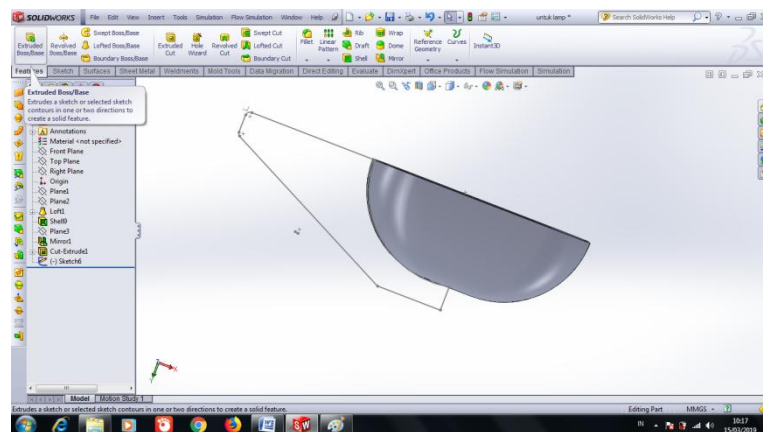 SOLIDWORKS File Edit View Insert Tools Simulation Flow Simulation Window Help untuk lamp * Search SolidWorks Help
Extruded Boss/Base
Revolved Boss/Base
Swept Boss/Base
Lofted Boss/Base
Boundary Boss/Base
Extruded Cut
Hole Wizard
Revolved Cut
Swept Cut
Lofted Cut
Boundary Cut
Fillet
Linear Pattern
Rib
Draft
Shell
Wrap
Dome
Mirror
Reference Geometry
Curves
Instant3D
Features Sketch Surfaces Sheet Metal Weldments Mold Tools Data Migration Direct Editing Evaluate DimXpert Office Products Flow Simulation Simulation
Extruded Boss/Base
Extrudes a sketch or selected sketch
contours in one or two directions to
create a solid feature.
Annotations
Material <not specified>
Front Plane
Top Plane
Right Plane
Origin
Plane1
Plane2
Loft1
Shell9
Plane3
Mirror1
Cut-Extrude1
(-) Sketch6
Model Motion Study 1
Extrudes a sketch or selected sketch contours in one or two directions to create a solid feature. Editing Part MMGS
IN 10:17
15/03/2019